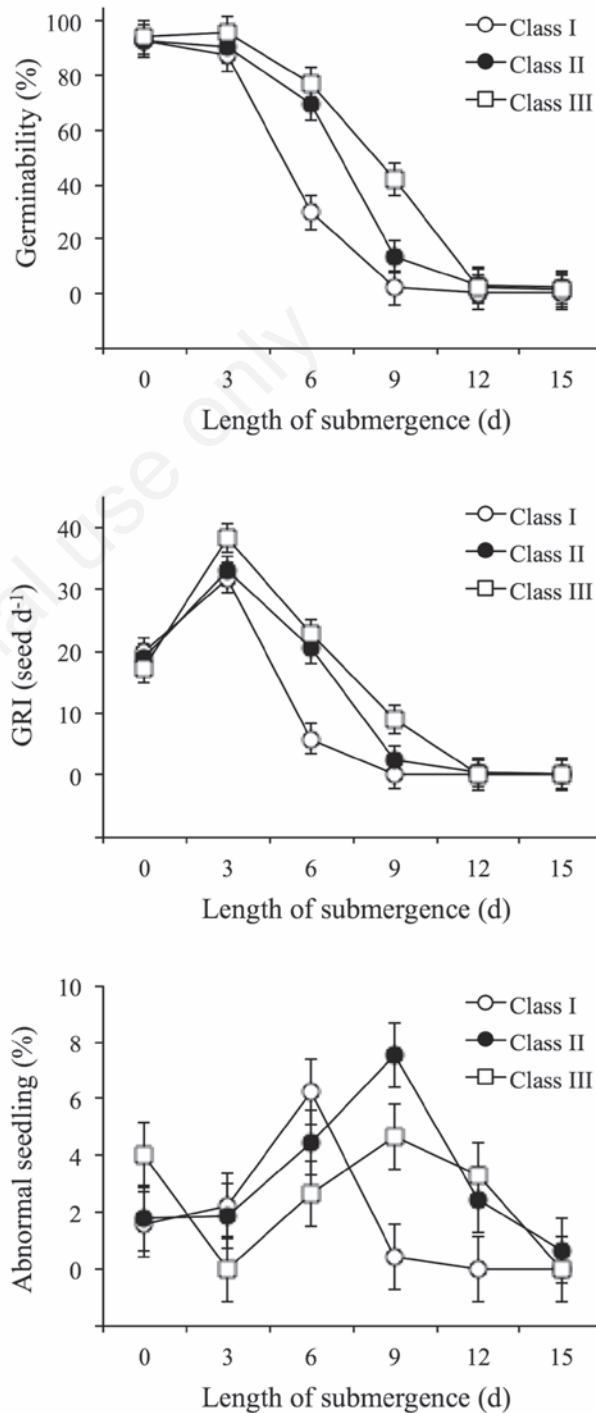 Germinability (%)
100
80
60
40
20
0
Class I
Class II
Class III
0 3 6 9 12 15
Length of submergence (d)
GRI (seed d-1)
40
30
20
10
0
Class I
Class II
Class III
0 3 6 9 12 15
Length of submergence (d)
Abnormal seedling (%)
10
8
6
4
2
0
Class I
Class II
Class III
0 3 6 9 12 15
Length of submergence (d)
use only